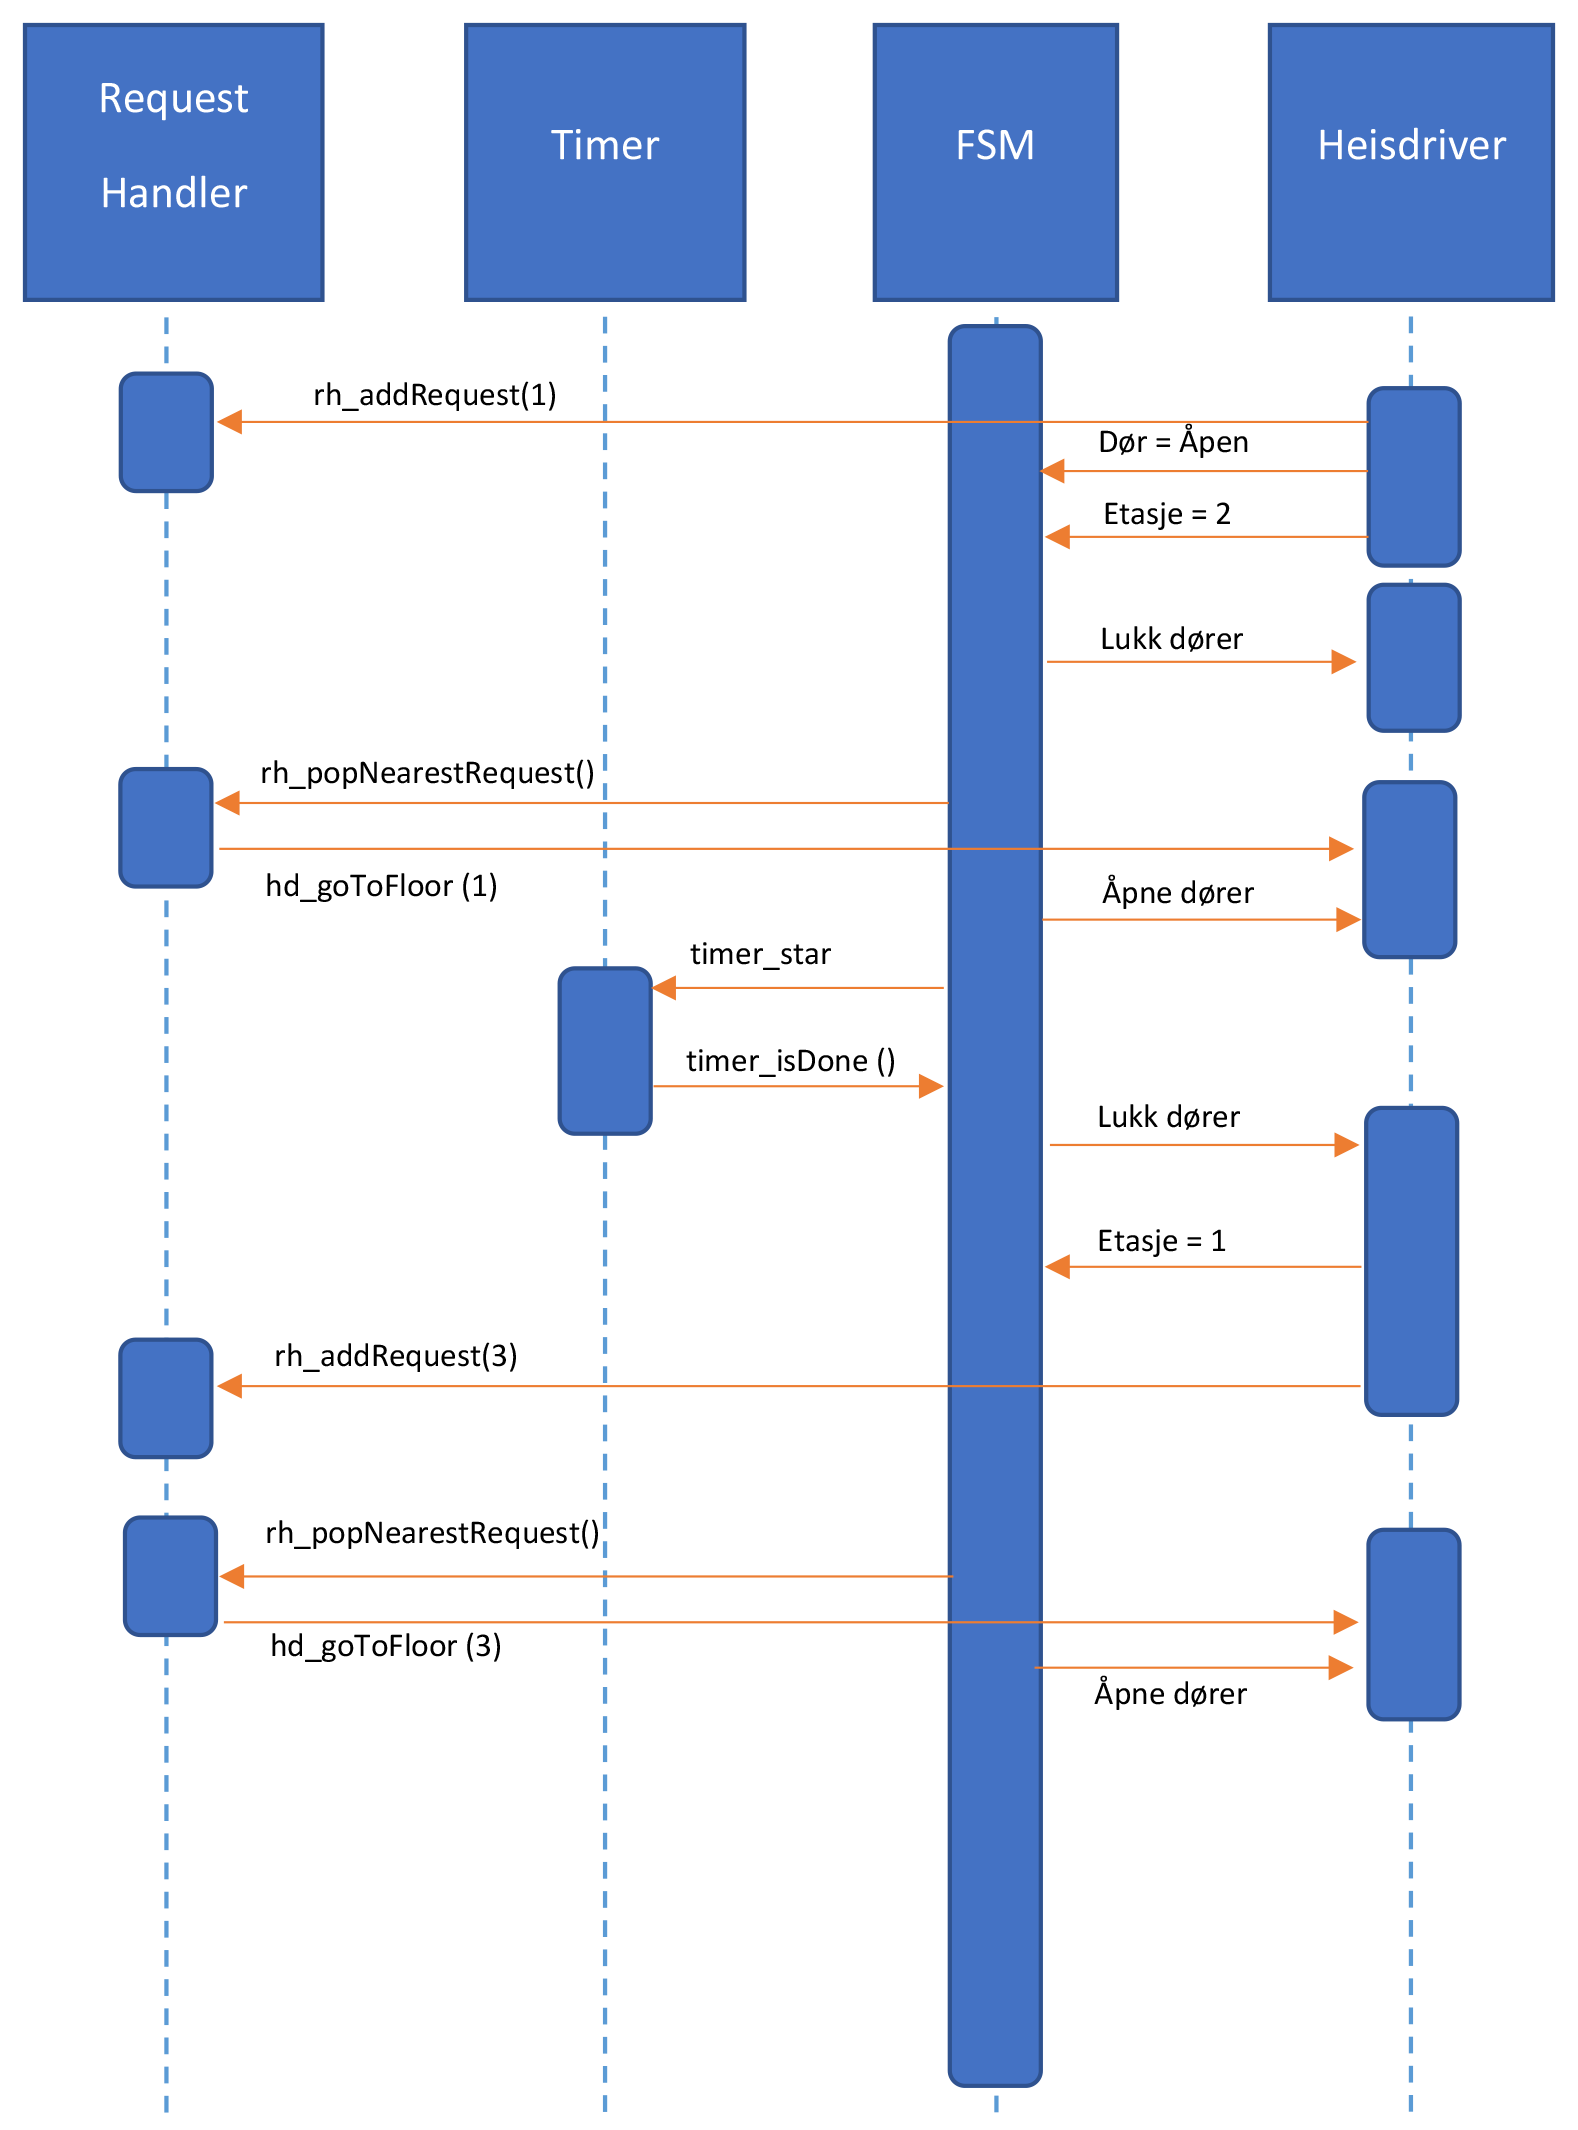 Request
Handler
Timer
FSM
Heisdriver
rh_addRequest(1)
Dør = Åpen
Etasje = 2
Lukk dører
rh_popNearestRequest()
hd_goToFloor (1)
Åpne dører
timer_star
timer_isDone ()
Lukk dører
Etasje = 1
rh_addRequest(3)
rh_popNearestRequest()
hd_goToFloor (3)
Åpne dører